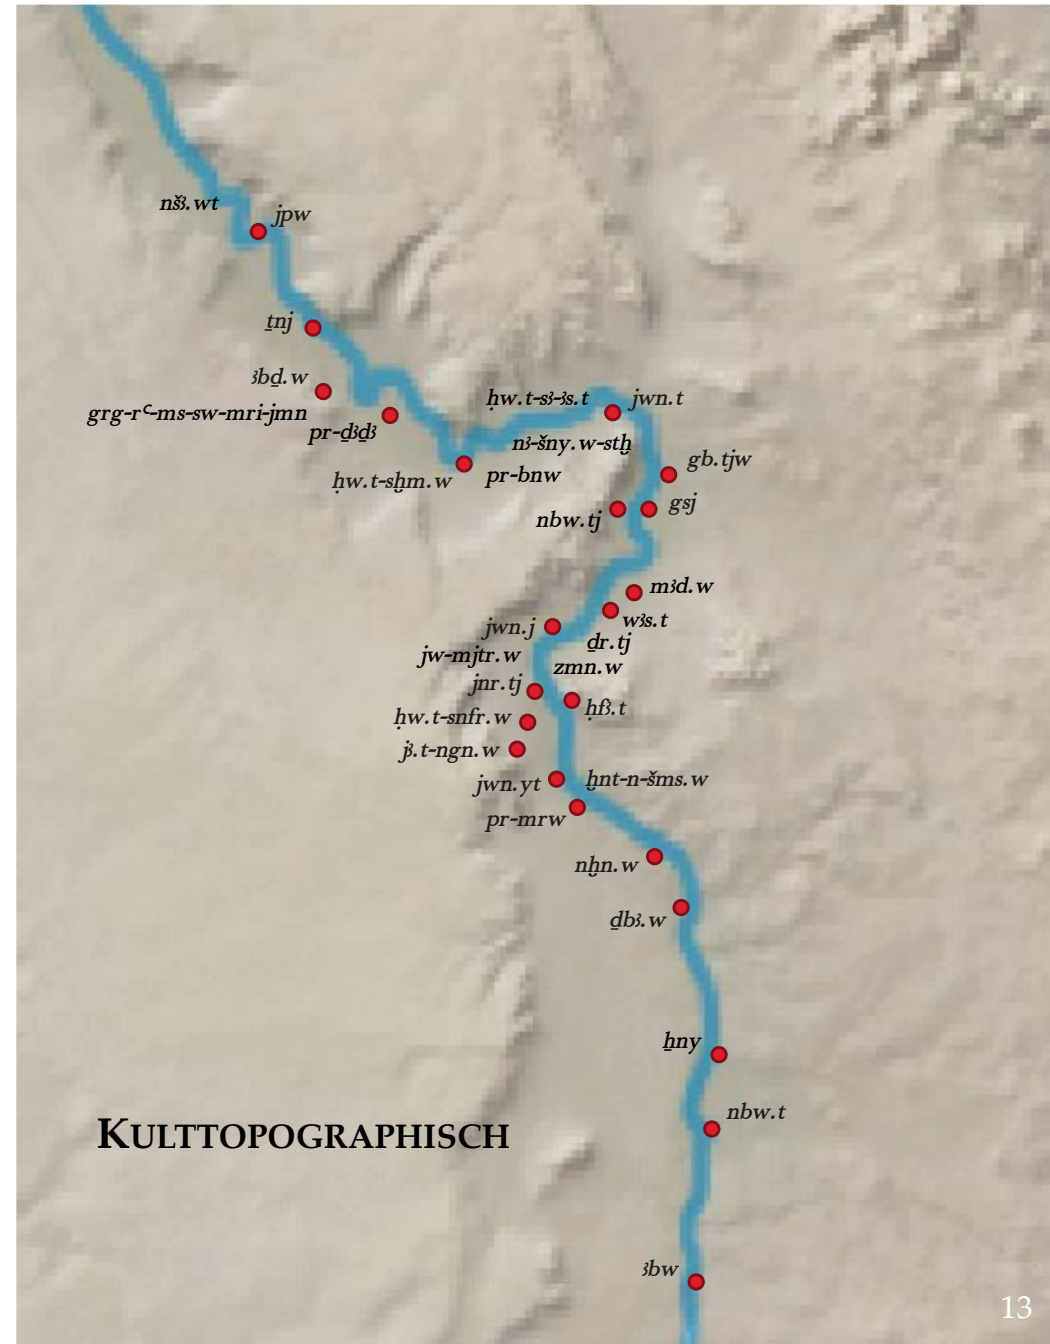 nšꜣ.wt
jpw
ṯnj
ꜣbḏ.w
grg-rꜥ-ms-sw-mri-jmn
pr-ḏꜣḏꜣ
ḥw.t-sꜣ-ꜣs.t
jwn.t
nꜣ-šny.w-stẖ
ḥw.t-sḫm.w
pr-bnw
gb.tjw
nbw.tj
gsj
mꜣd.w
wꜣs.t
jwn.j
ḏr.tj
jw-mjtr.w
zmn.w
jnr.tj
ḥfꜣ.t
ḥw.t-snfr.w
jꜣ.t-ngn.w
jwn.yt
ḫnt-n-šms.w
pr-mrw
nḫn.w
ḏbꜣ.w
ẖny
nbw.t
KULTTOPOGRAPHISCH
ꜣbw
13